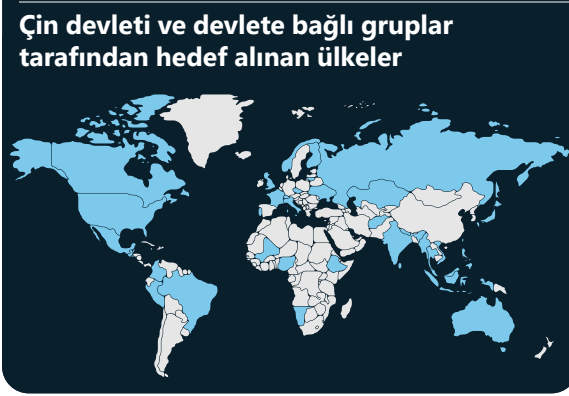 Çin devleti ve devlete bağlı gruplar
tarafından hedef alınan ülkeler